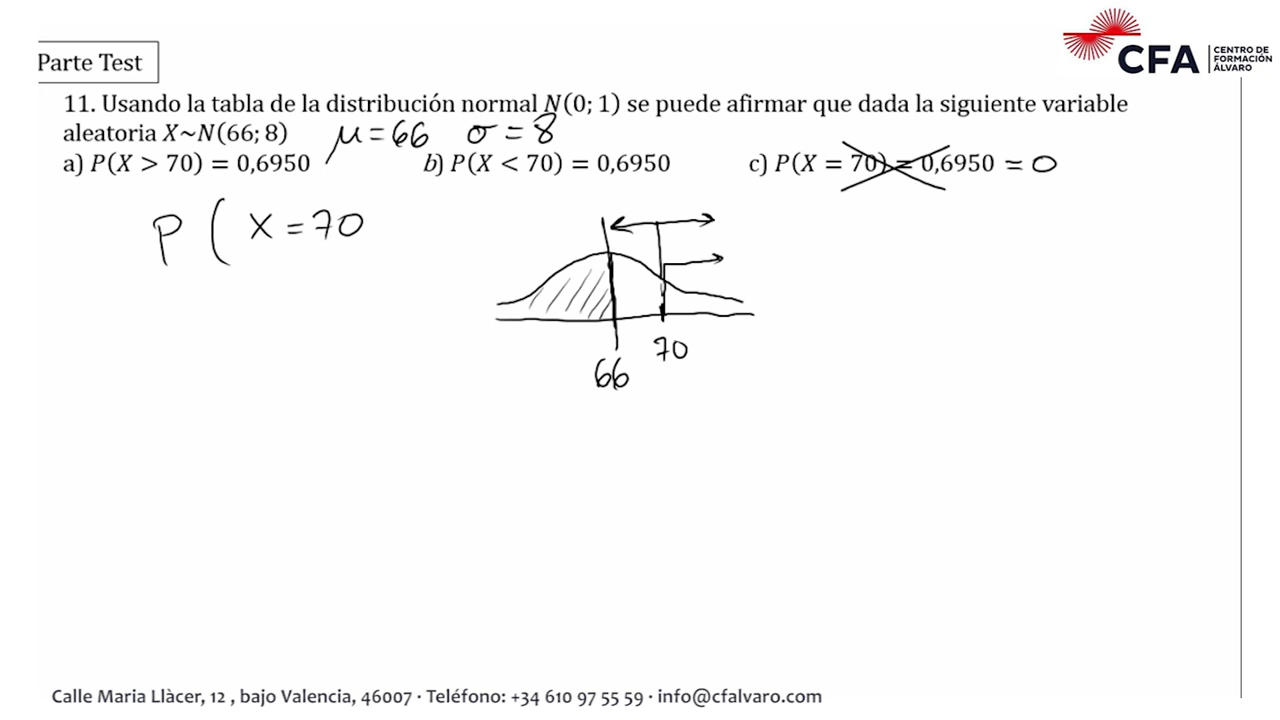 CFA CENTRO DE FORMACIÓN ÁLVARO
Parte Test
11. Usando la tabla de la distribución normal N(0; 1) se puede afirmar que dada la siguiente variable
aleatoria X~N(66; 8) μ = 66 σ = 8
a) P(X > 70) = 0,6950 b) P(X < 70) = 0,6950 c) P(X = 70) = 0,6950 = 0
P ( X = 70
70
66
Calle Maria Llàcer, 12 , bajo Valencia, 46007 · Teléfono: +34 610 97 55 59 · info@cfalvaro.com